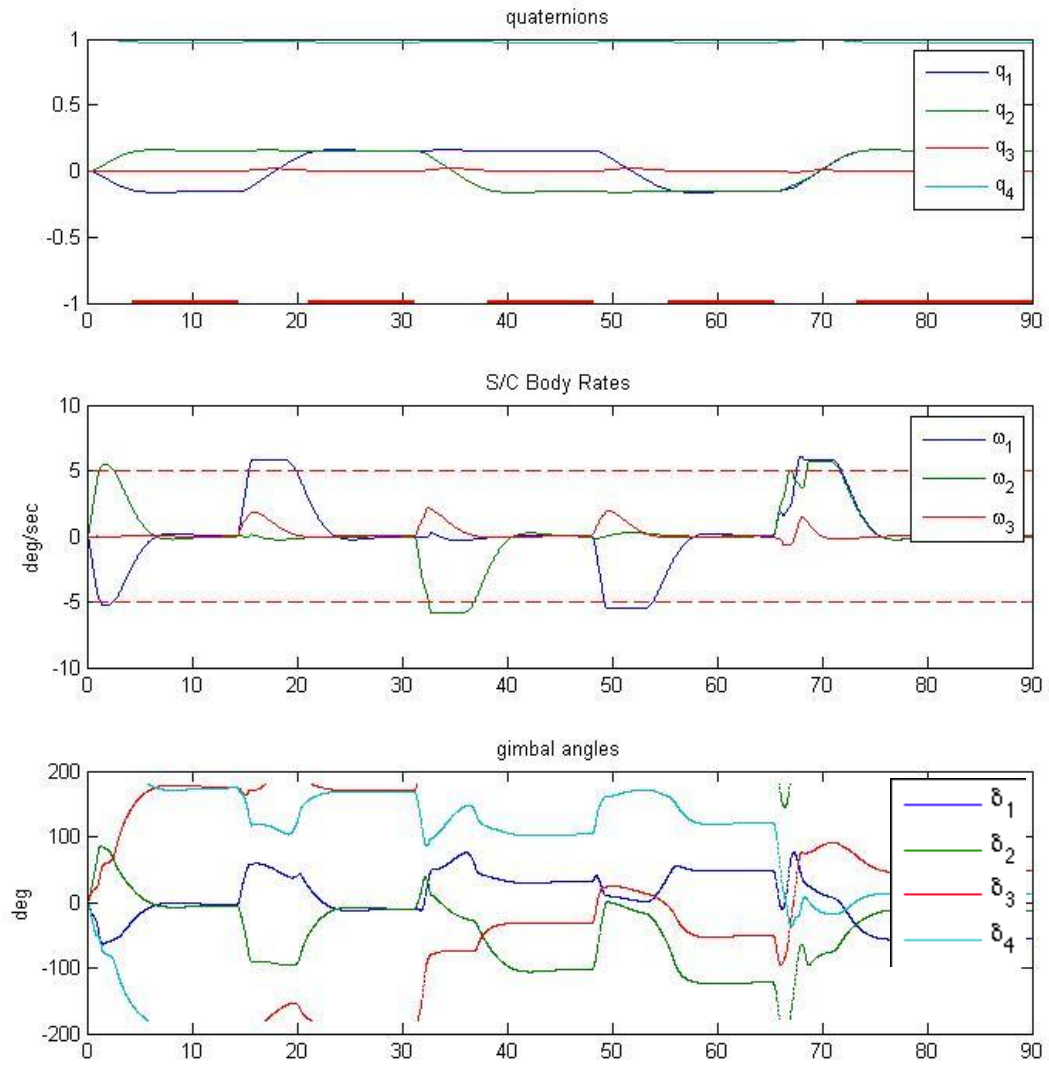 quaternions
1
0.5
0
-0.5
-1
0 10 20 30 40 50 60 70 80 90
q1
q2
q3
q4
S/C Body Rates
deg/sec
10
5
0
-5
-10
0 10 20 30 40 50 60 70 80 90
ω1
ω2
ω3
gimbal angles
deg
200
100
0
-100
-200
0 10 20 30 40 50 60 70 80 90
δ1
δ2
δ3
δ4